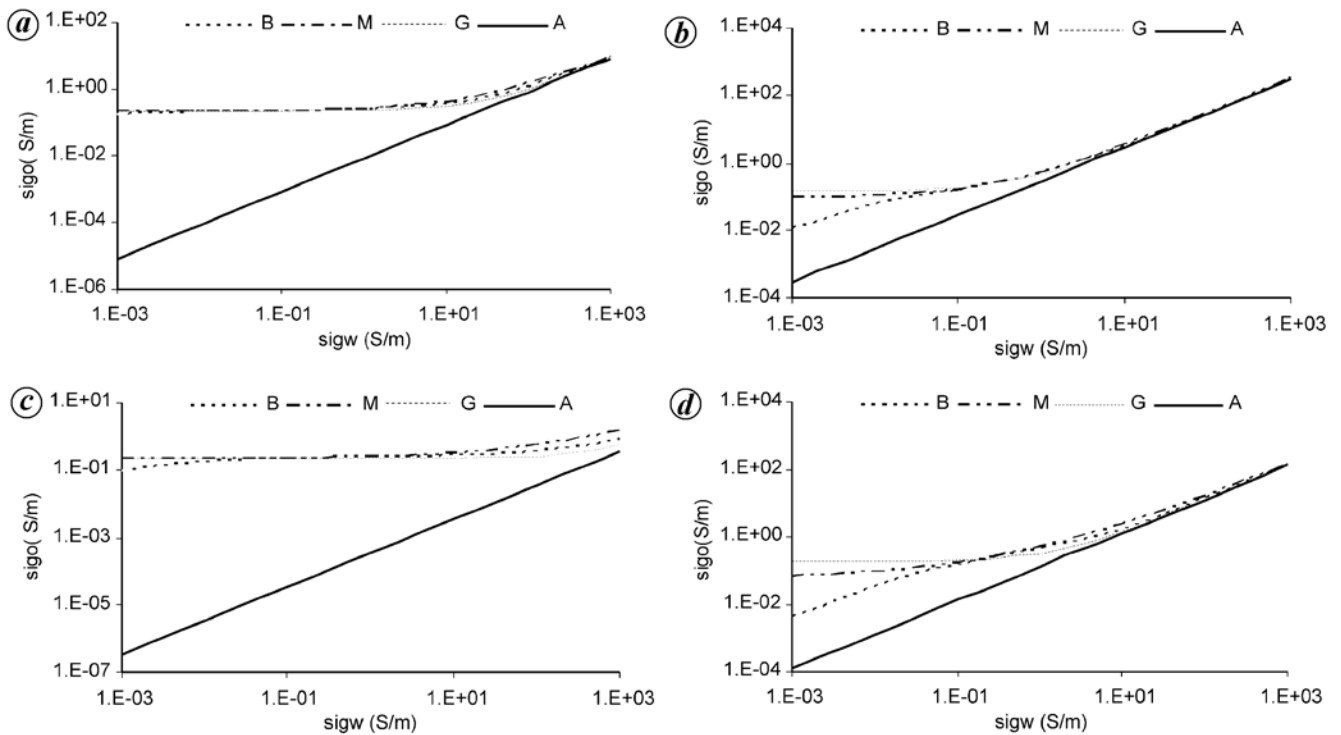 a
B M G A
1.E+02
1.E+00
1.E-02
1.E-04
1.E-06
sigo( S/m)
1.E-03 1.E-01 1.E+01 1.E+03
sigw (S/m)
b
B M G A
1.E+04
1.E+02
1.E+00
1.E-02
1.E-04
sigo (S/m)
1.E-03 1.E-01 1.E+01 1.E+03
sigw (S/m)
c
B M G A
1.E+01
1.E-01
1.E-03
1.E-05
1.E-07
sigo( S/m)
1.E-03 1.E-01 1.E+01 1.E+03
sigw (S/m)
d
B M G A
1.E+04
1.E+02
1.E+00
1.E-02
1.E-04
sigo( S/m)
1.E-03 1.E-01 1.E+01 1.E+03
sigw (S/m)